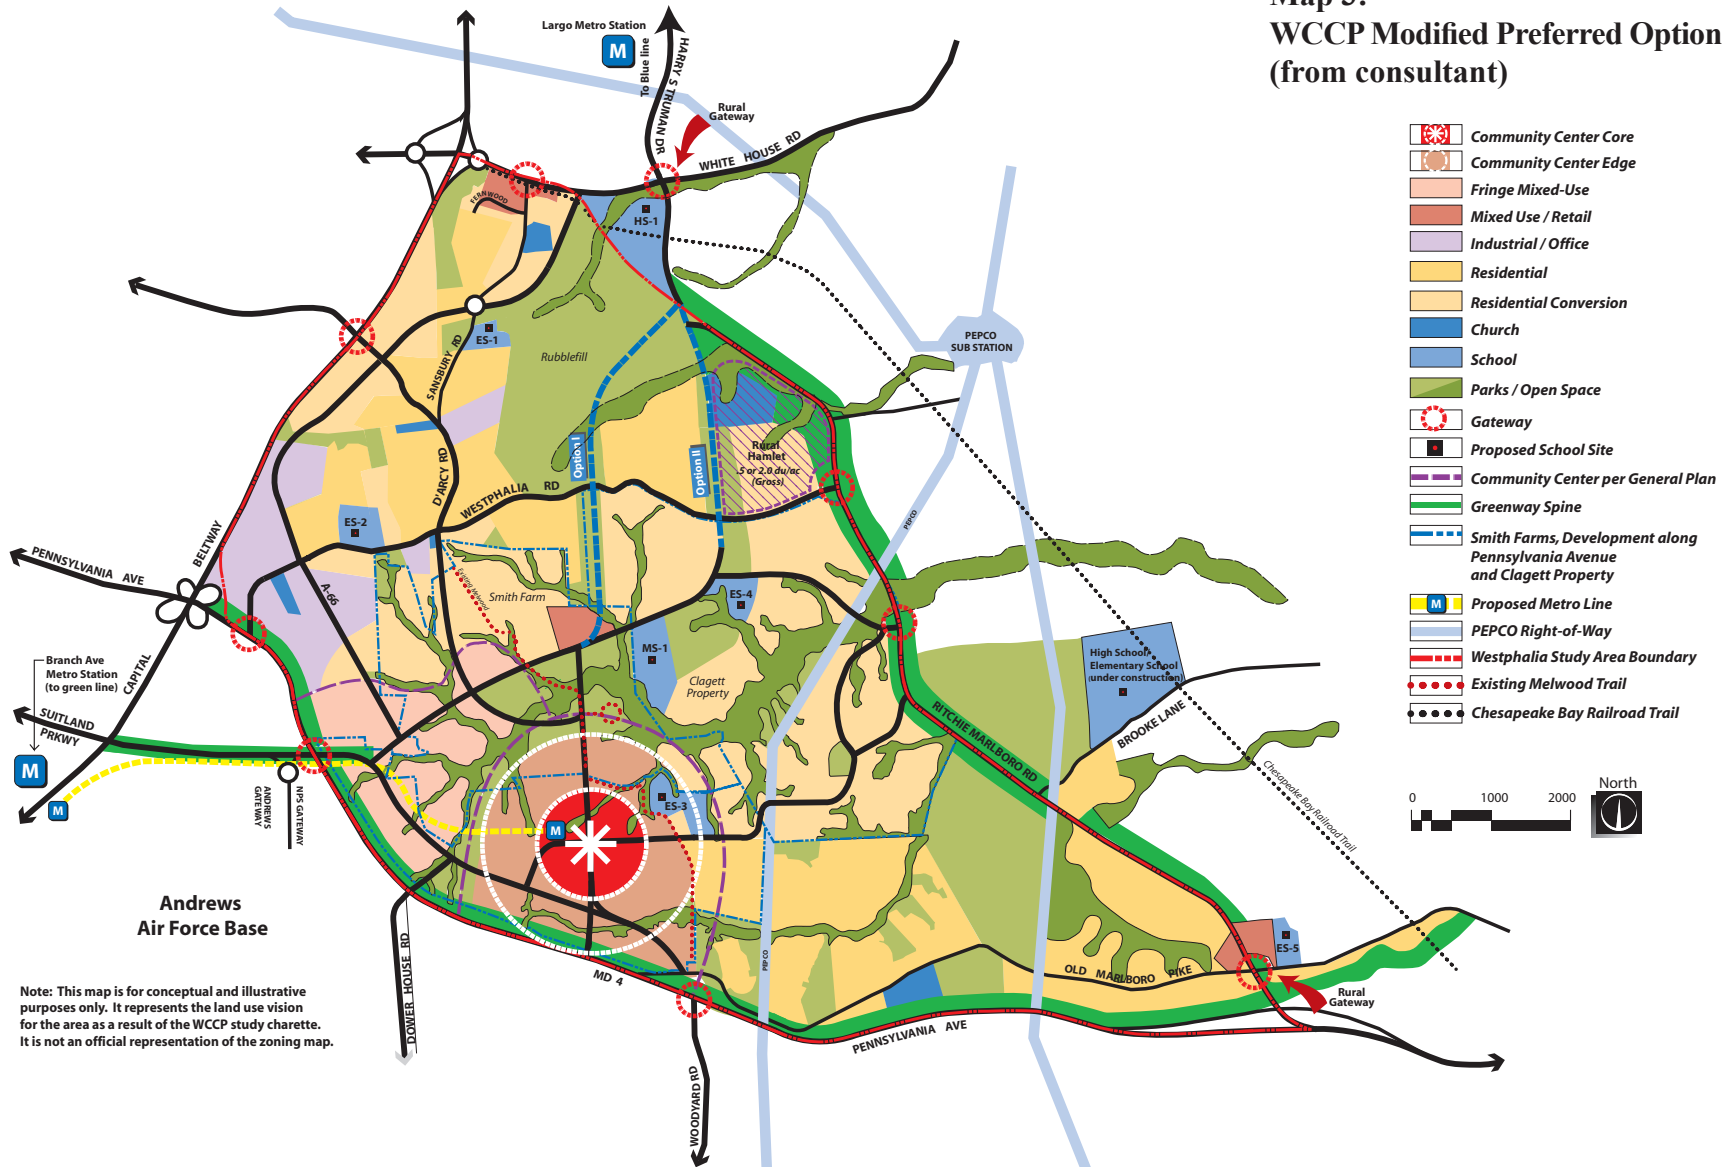 Map 3:
WCCP Modified Preferred Option
(from consultant)
Community Center Core
Community Center Edge
Fringe Mixed-Use
Mixed Use / Retail
Industrial / Office
Residential
Residential Conversion
Church
School
Parks / Open Space
Gateway
Proposed School Site
Community Center per General Plan
Greenway Spine
Smith Farms, Development along
Pennsylvania Avenue
and Clagett Property
M
Proposed Metro Line
PEPCO Right-of-Way
Westphalia Study Area Boundary
Existing Melwood Trail
Chesapeake Bay Railroad Trail
0 1000 2000
North
Largo Metro Station
M
To Blue line
HARRY S TRUMAN DR
Rural
Gateway
WHITE HOUSE RD
FERNWOOD
HS-1
ES-1
SANSBURY RD
Rubblefill
PEPCO
SUB STATION
Option I
Option II
Rural
Hamlet
.5 or 2.0 du/ac
(Gross)
D'ARCY RD
WESTPHALIA RD
ES-2
BELTWAY
PENNSYLVANIA AVE
A-66
PEPCO
Existing Melwood
Smith Farm
ES-4
MS-1
Clagett
Property
High School/
Elementary School
(under construction)
BROOKE LANE
Branch Ave
Metro Station
(to green line)
CAPITAL
SUITLAND
PRKWY
M
M
ANDREWS
GATEWAY
NPS GATEWAY
RITCHIE MARLBORO RD
Chesapeake Bay Railroad Trail
ES-3
M
Andrews
Air Force Base
DOWER HOUSE RD
MD 4
PEPCO
OLD MARLBORO PIKE
ES-5
Rural
Gateway
PENNSYLVANIA AVE
WOODYARD RD
Note: This map is for conceptual and illustrative
purposes only. It represents the land use vision
for the area as a result of the WCCP study charette.
It is not an official representation of the zoning map.